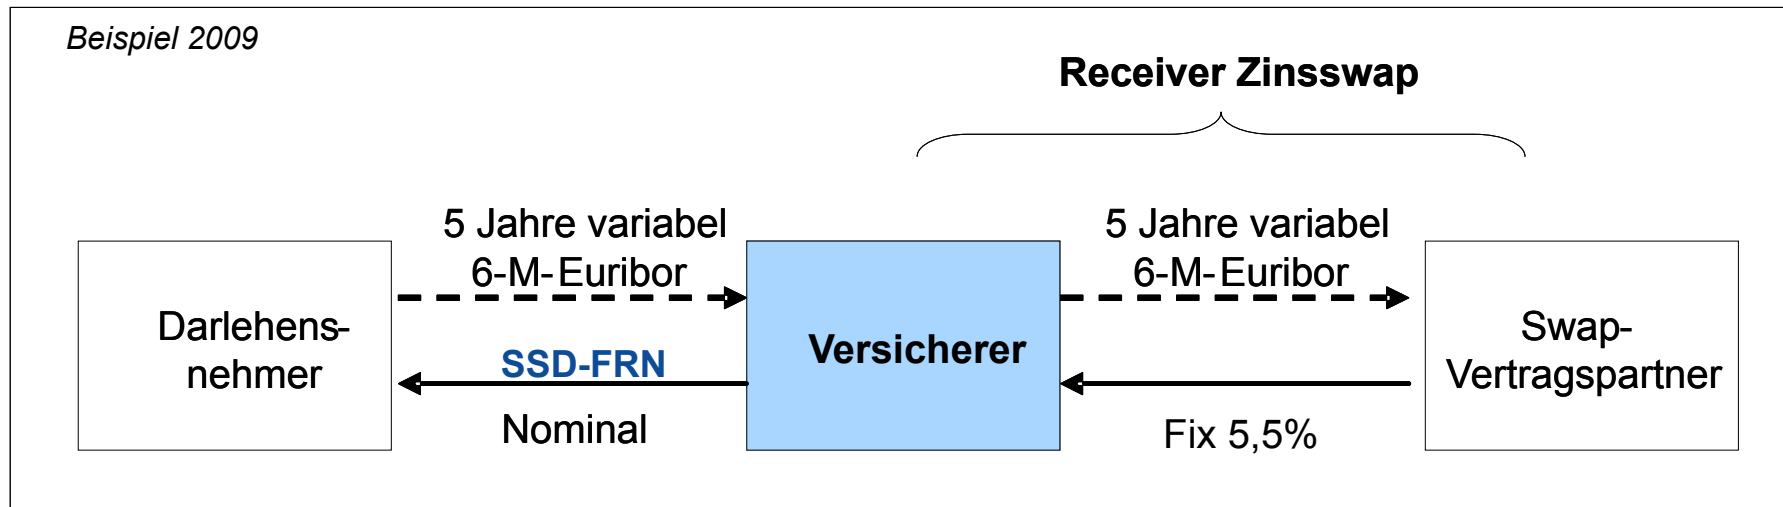 Beispiel 2009
Receiver Zinsswap
5 Jahre variabel
6-M-Euribor
5 Jahre variabel
6-M-Euribor
Darlehens-
nehmer
SSD-FRN
Nominal
Versicherer
Fix 5,5%
Swap-
Vertragspartner